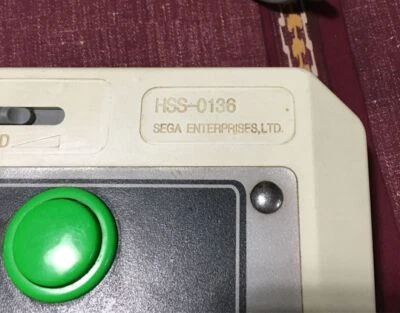 HSS-0136
SEGA ENTERPRISES,LTD.
D